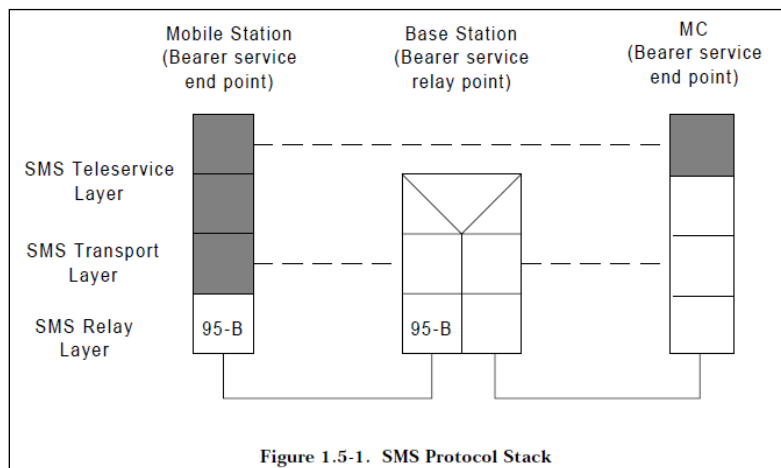 Mobile Station
(Bearer service
end point)
Base Station
(Bearer service
relay point)
MC
(Bearer service
end point)
SMS Teleservice
Layer
SMS Transport
Layer
SMS Relay
Layer
95-B
95-B
Figure 1.5-1. SMS Protocol Stack